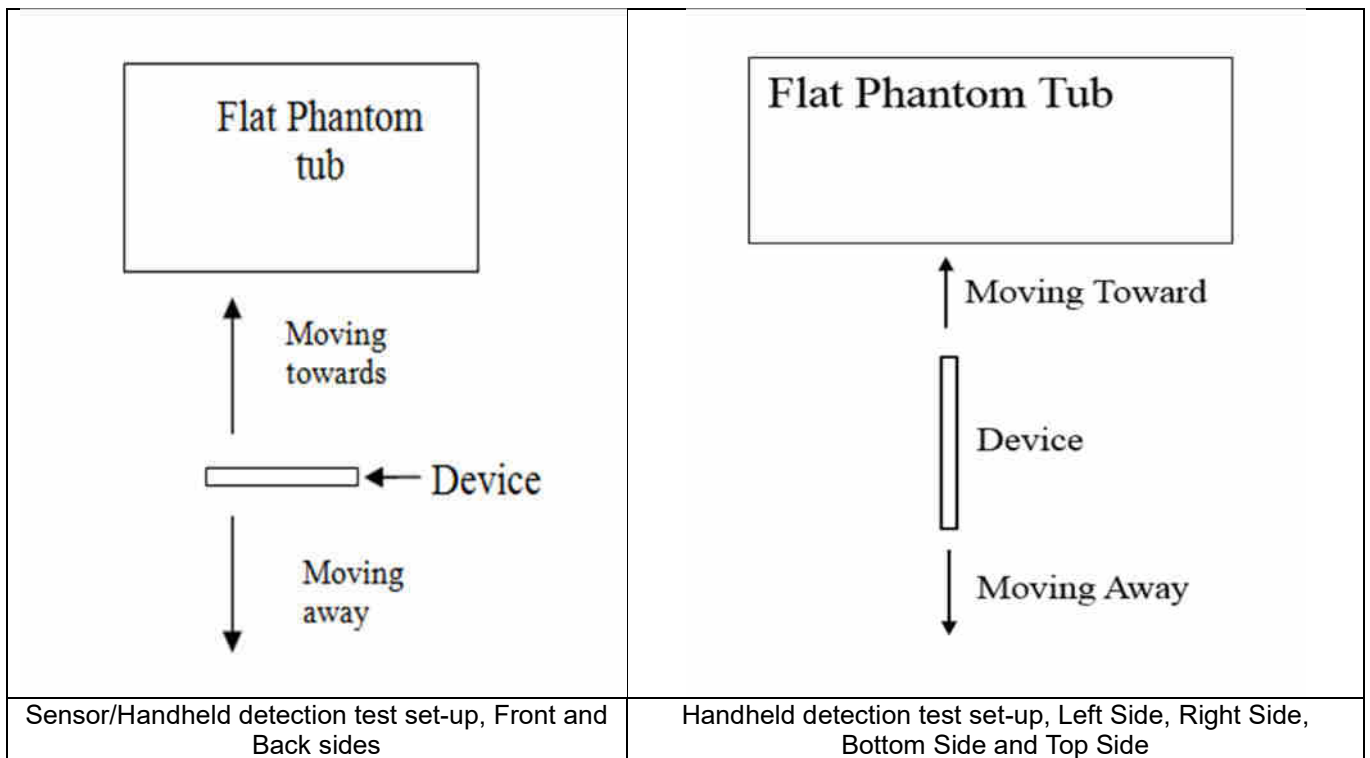 Flat Phantom
tub
Moving
towards
Device
Moving
away
Flat Phantom Tub
Moving Toward
Device
Moving Away
Sensor/Handheld detection test set-up, Front and
Back sides
Handheld detection test set-up, Left Side, Right Side,
Bottom Side and Top Side